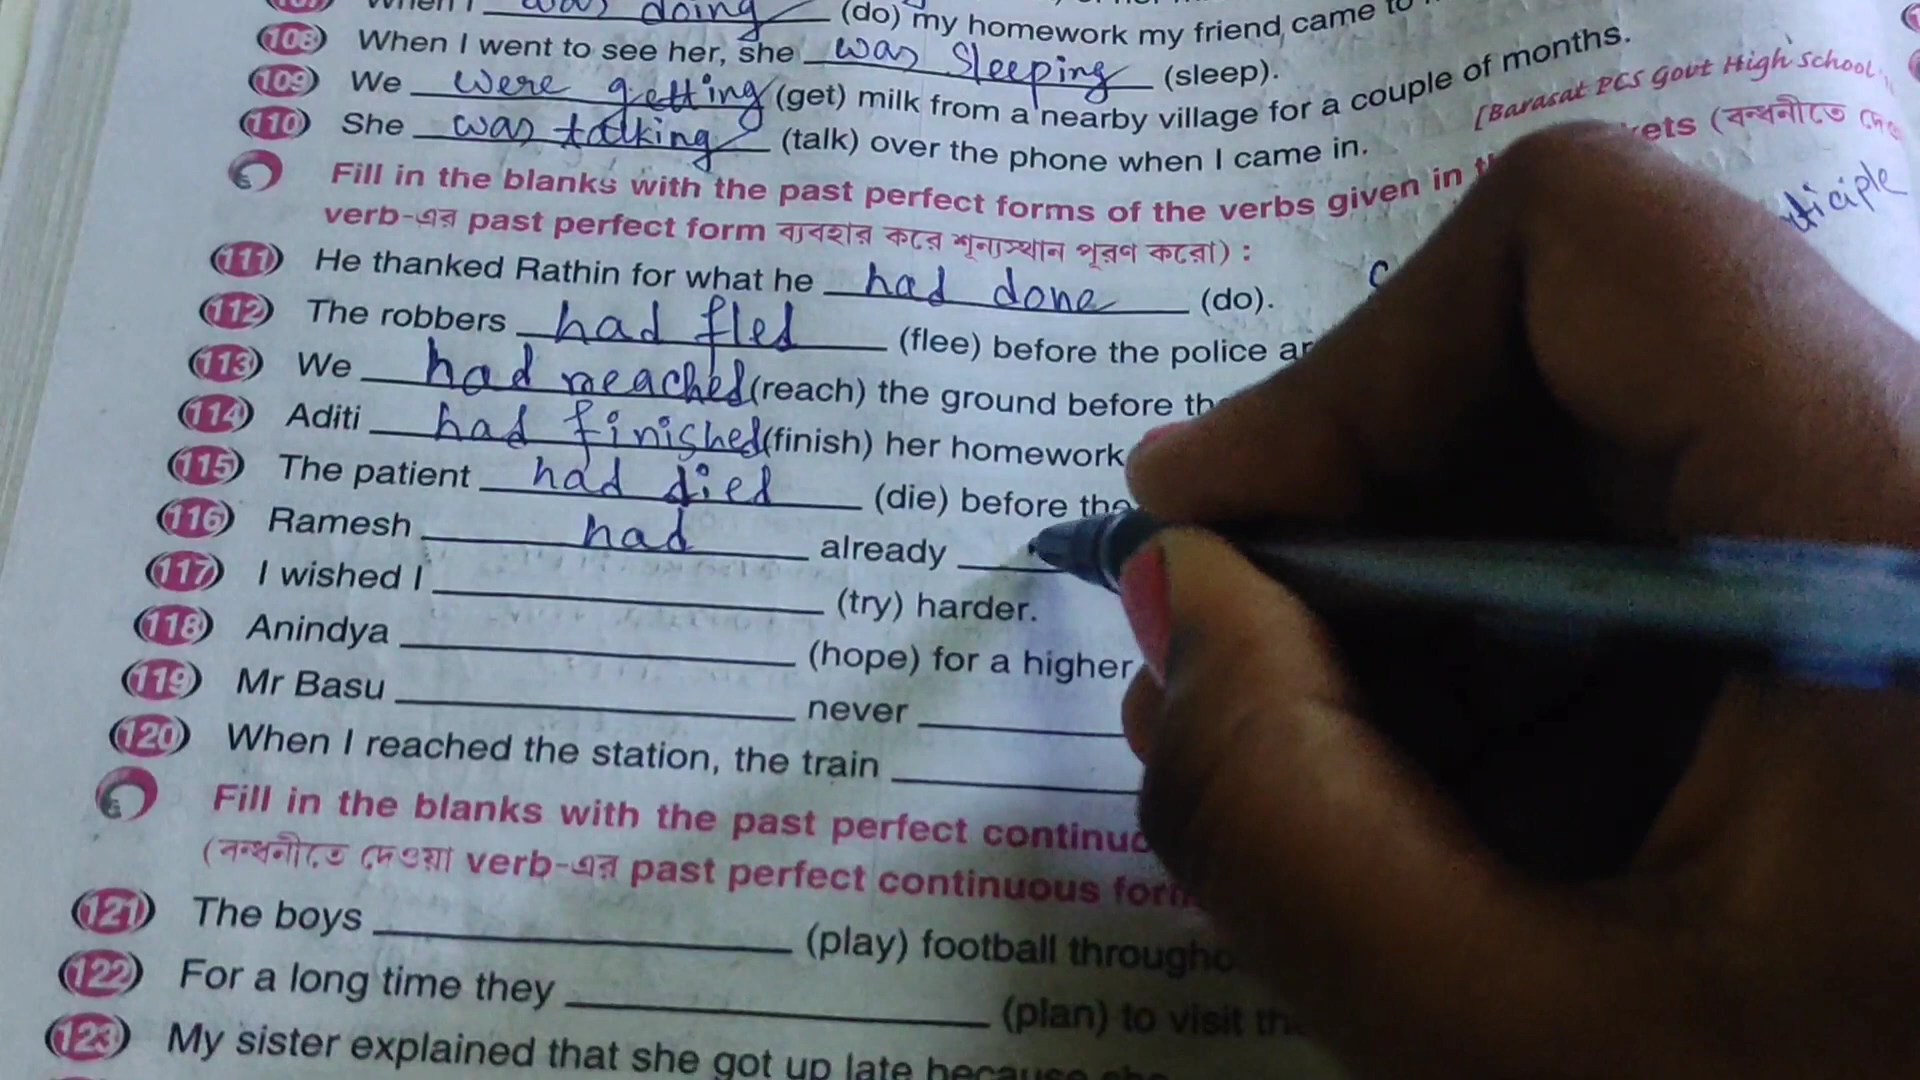 When I was doing (do) my homework my friend came to
108 When I went to see her, she was sleeping (sleep).
109 We were getting (get) milk from a nearby village for a couple of months.
[Barasat PCS Govt High School
110 She was talking (talk) over the phone when I came in.
Fill in the blanks with the past perfect forms of the verbs given in (বন্ধনীতে
verb-এর past perfect form ব্যবহার করে শূন্যস্থান পূরণ করো) :
111 He thanked Rathin for what he had done (do).
112 The robbers had fled (flee) before the police
113 We had reached (reach) the ground before
114 Aditi had finished (finish) her homework
115 The patient had died (die) before the
116 Ramesh had already
117 I wished I (try) harder.
118 Anindya (hope) for a higher
119 Mr Basu never
120 When I reached the station, the train
Fill in the blanks with the past perfect
(বন্ধনীতে দেওয়া verb-এর past perfect continuous
121 The boys (play) football
122 For a long time they (plan) to visit
123 My sister explained that she got up late because she